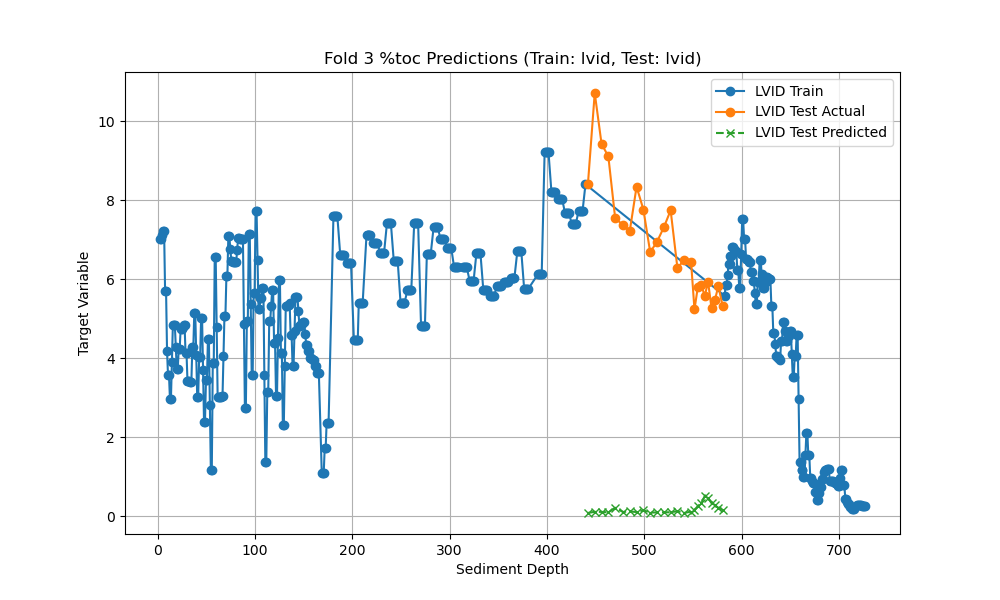 Fold 3 %toc Predictions (Train: lvid, Test: lvid)
LVID Train
LVID Test Actual
LVID Test Predicted
Target Variable
10
8
6
4
2
0
0 100 200 300 400 500 600 700
Sediment Depth